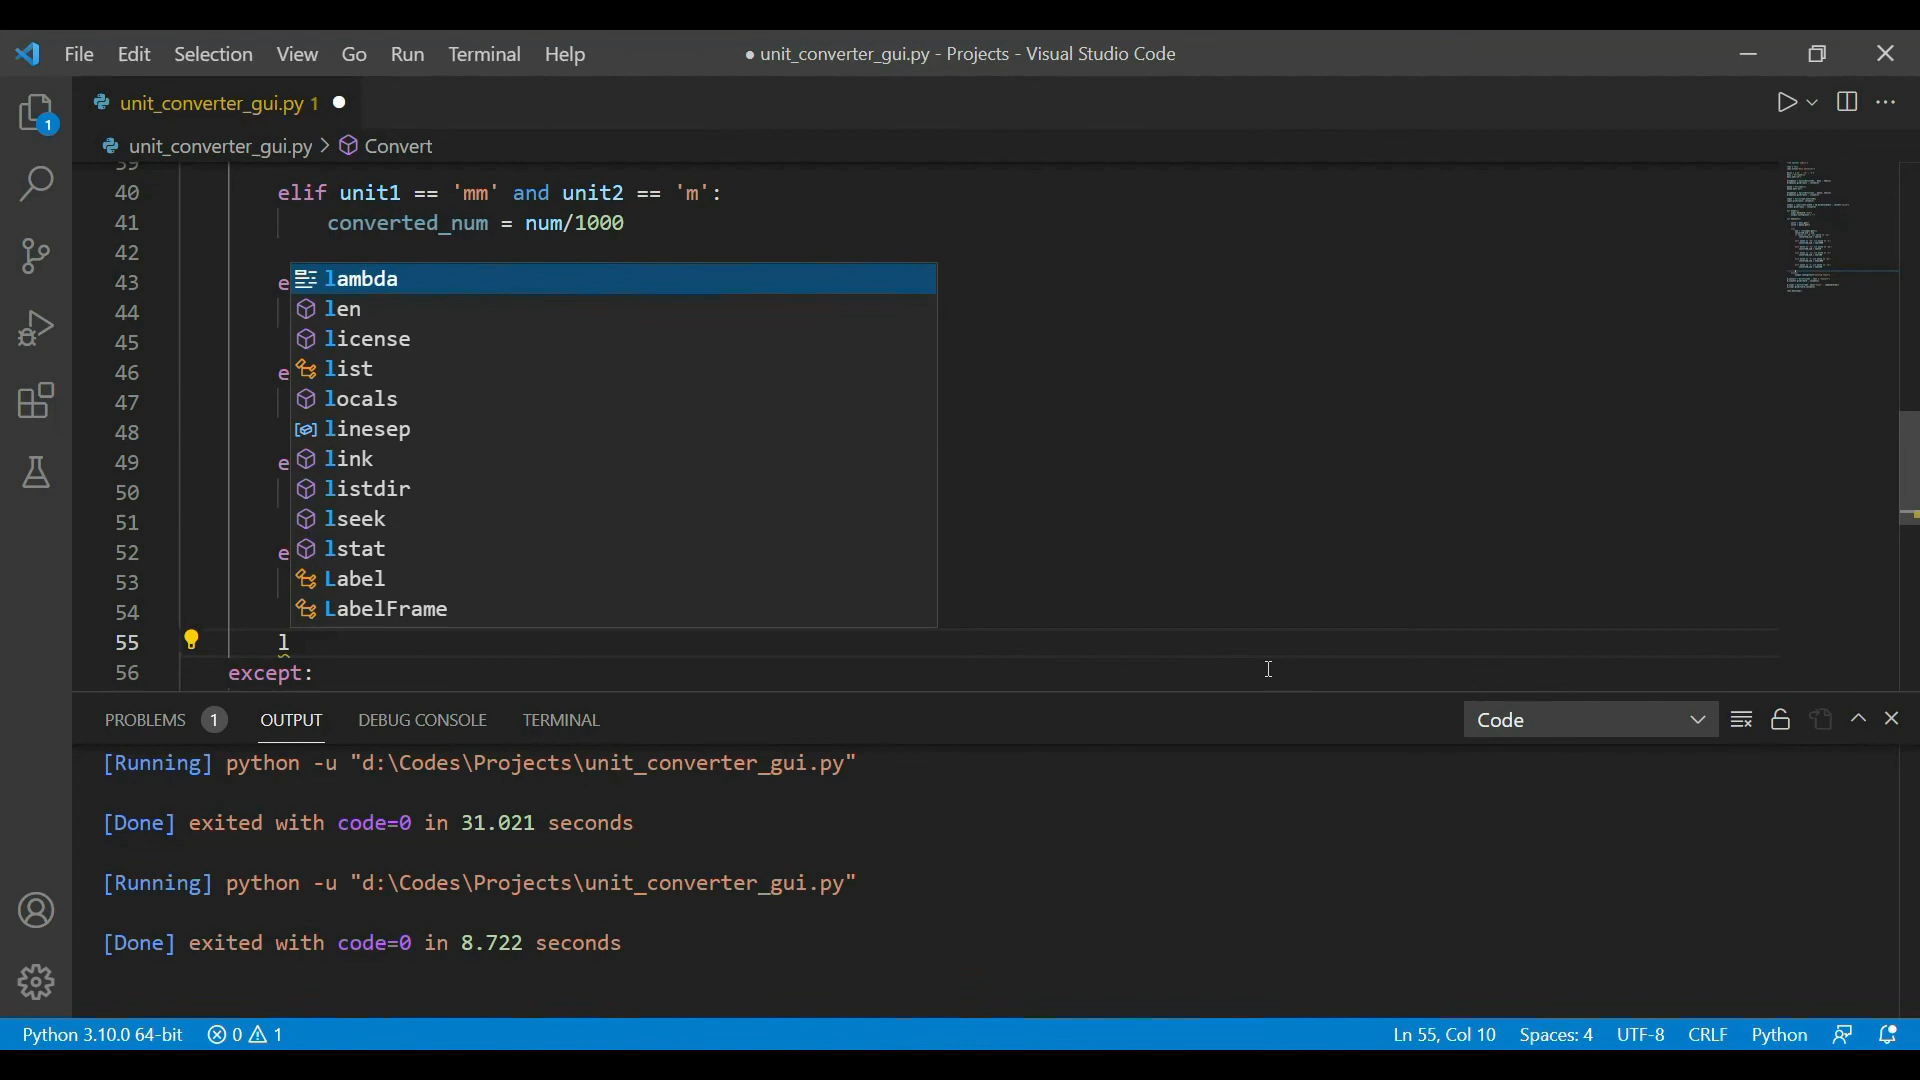 File Edit Selection View Go Run Terminal Help
● unit_converter_gui.py - Projects - Visual Studio Code
unit_converter_gui.py 1
1
unit_converter_gui.py > Convert
39
40 elif unit1 == 'mm' and unit2 == 'm':
41 converted_num = num/1000
42
43 e
44
45
46 e
47
48
49 e
50
51
52 e
53
54
lambda
len
license
list
locals
linesep
link
listdir
lseek
lstat
Label
LabelFrame
55 l
56 except:
PROBLEMS 1 OUTPUT DEBUG CONSOLE TERMINAL Code
[Running] python -u "d:\Codes\Projects\unit_converter_gui.py"
[Done] exited with code=0 in 31.021 seconds
[Running] python -u "d:\Codes\Projects\unit_converter_gui.py"
[Done] exited with code=0 in 8.722 seconds
Python 3.10.0 64-bit 0 1 Ln 55, Col 10 Spaces: 4 UTF-8 CRLF Python